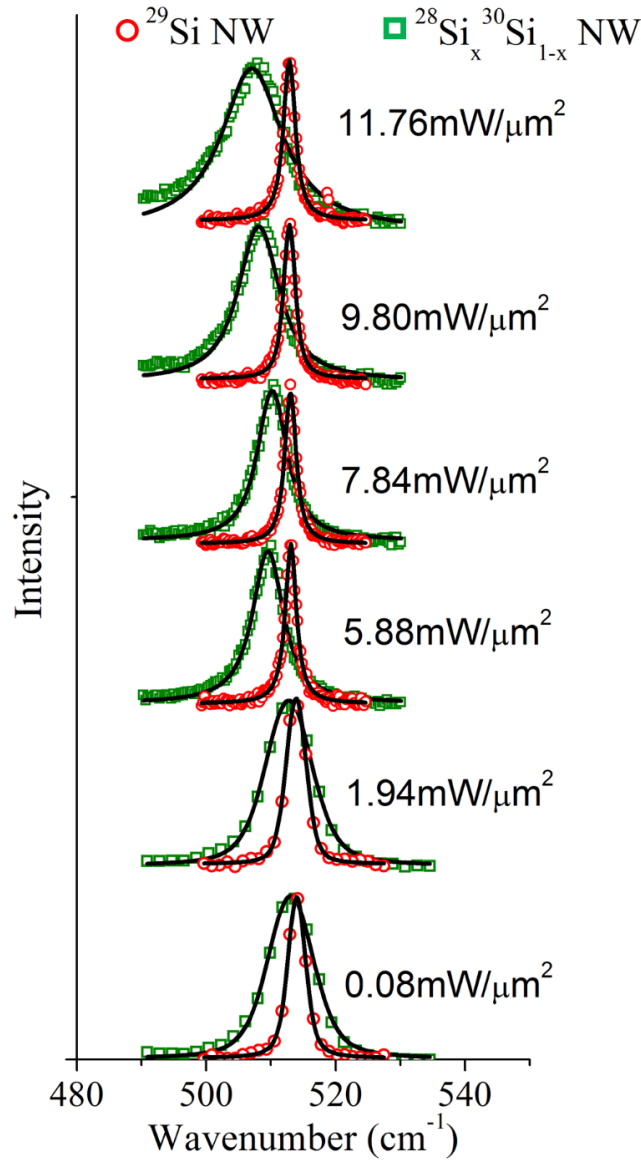 ²⁹Si NW
²⁸Siₓ³⁰Si₁₋ₓ NW
11.76mW/μm²
9.80mW/μm²
7.84mW/μm²
5.88mW/μm²
1.94mW/μm²
0.08mW/μm²
Intensity
480 500 520 540
Wavenumber (cm⁻¹)